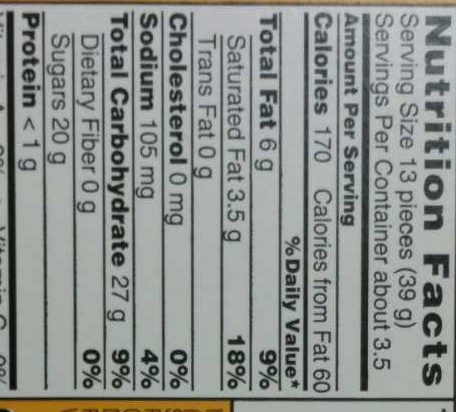 Nutrition Facts
Serving Size 13 pieces (39 g)
Servings Per Container about 3.5
Amount Per Serving
Calories 170 Calories from Fat 60
% Daily Value*
Total Fat 6 g 9%
Saturated Fat 3.5 g 18%
Trans Fat 0 g
Cholesterol 0 mg 0%
Sodium 105 mg 4%
Total Carbohydrate 27 g 9%
Dietary Fiber 0 g 0%
Sugars 20 g
Protein < 1 g